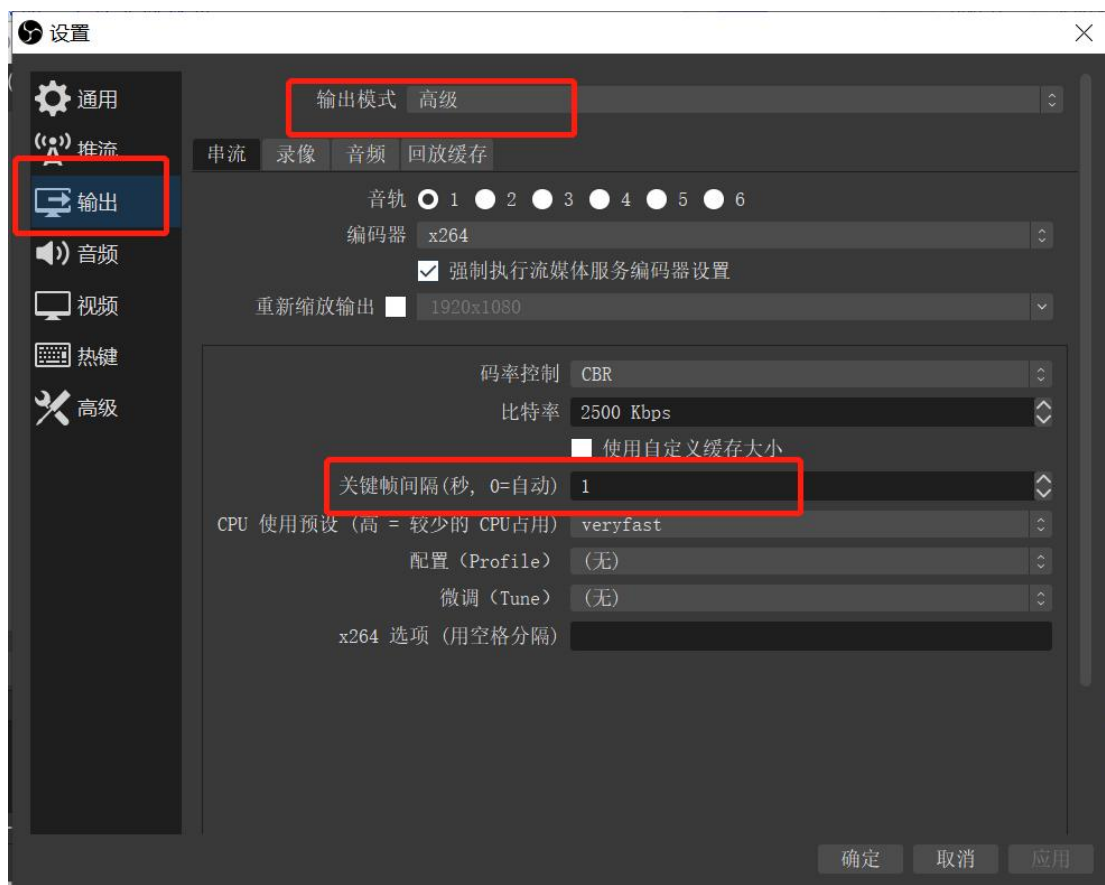 设置
通用
推流
输出
音频
视频
热键
高级
输出模式 高级
串流 录像 音频 回放缓存
音轨 1 2 3 4 5 6
编码器 x264
强制执行流媒体服务编码器设置
重新缩放输出 1920x1080
码率控制 CBR
比特率 2500 Kbps
使用自定义缓存大小
关键帧间隔(秒, 0=自动) 1
CPU 使用预设 (高 = 较少的 CPU占用) veryfast
配置（Profile） (无)
微调（Tune） (无)
x264 选项 (用空格分隔)
确定 取消 应用